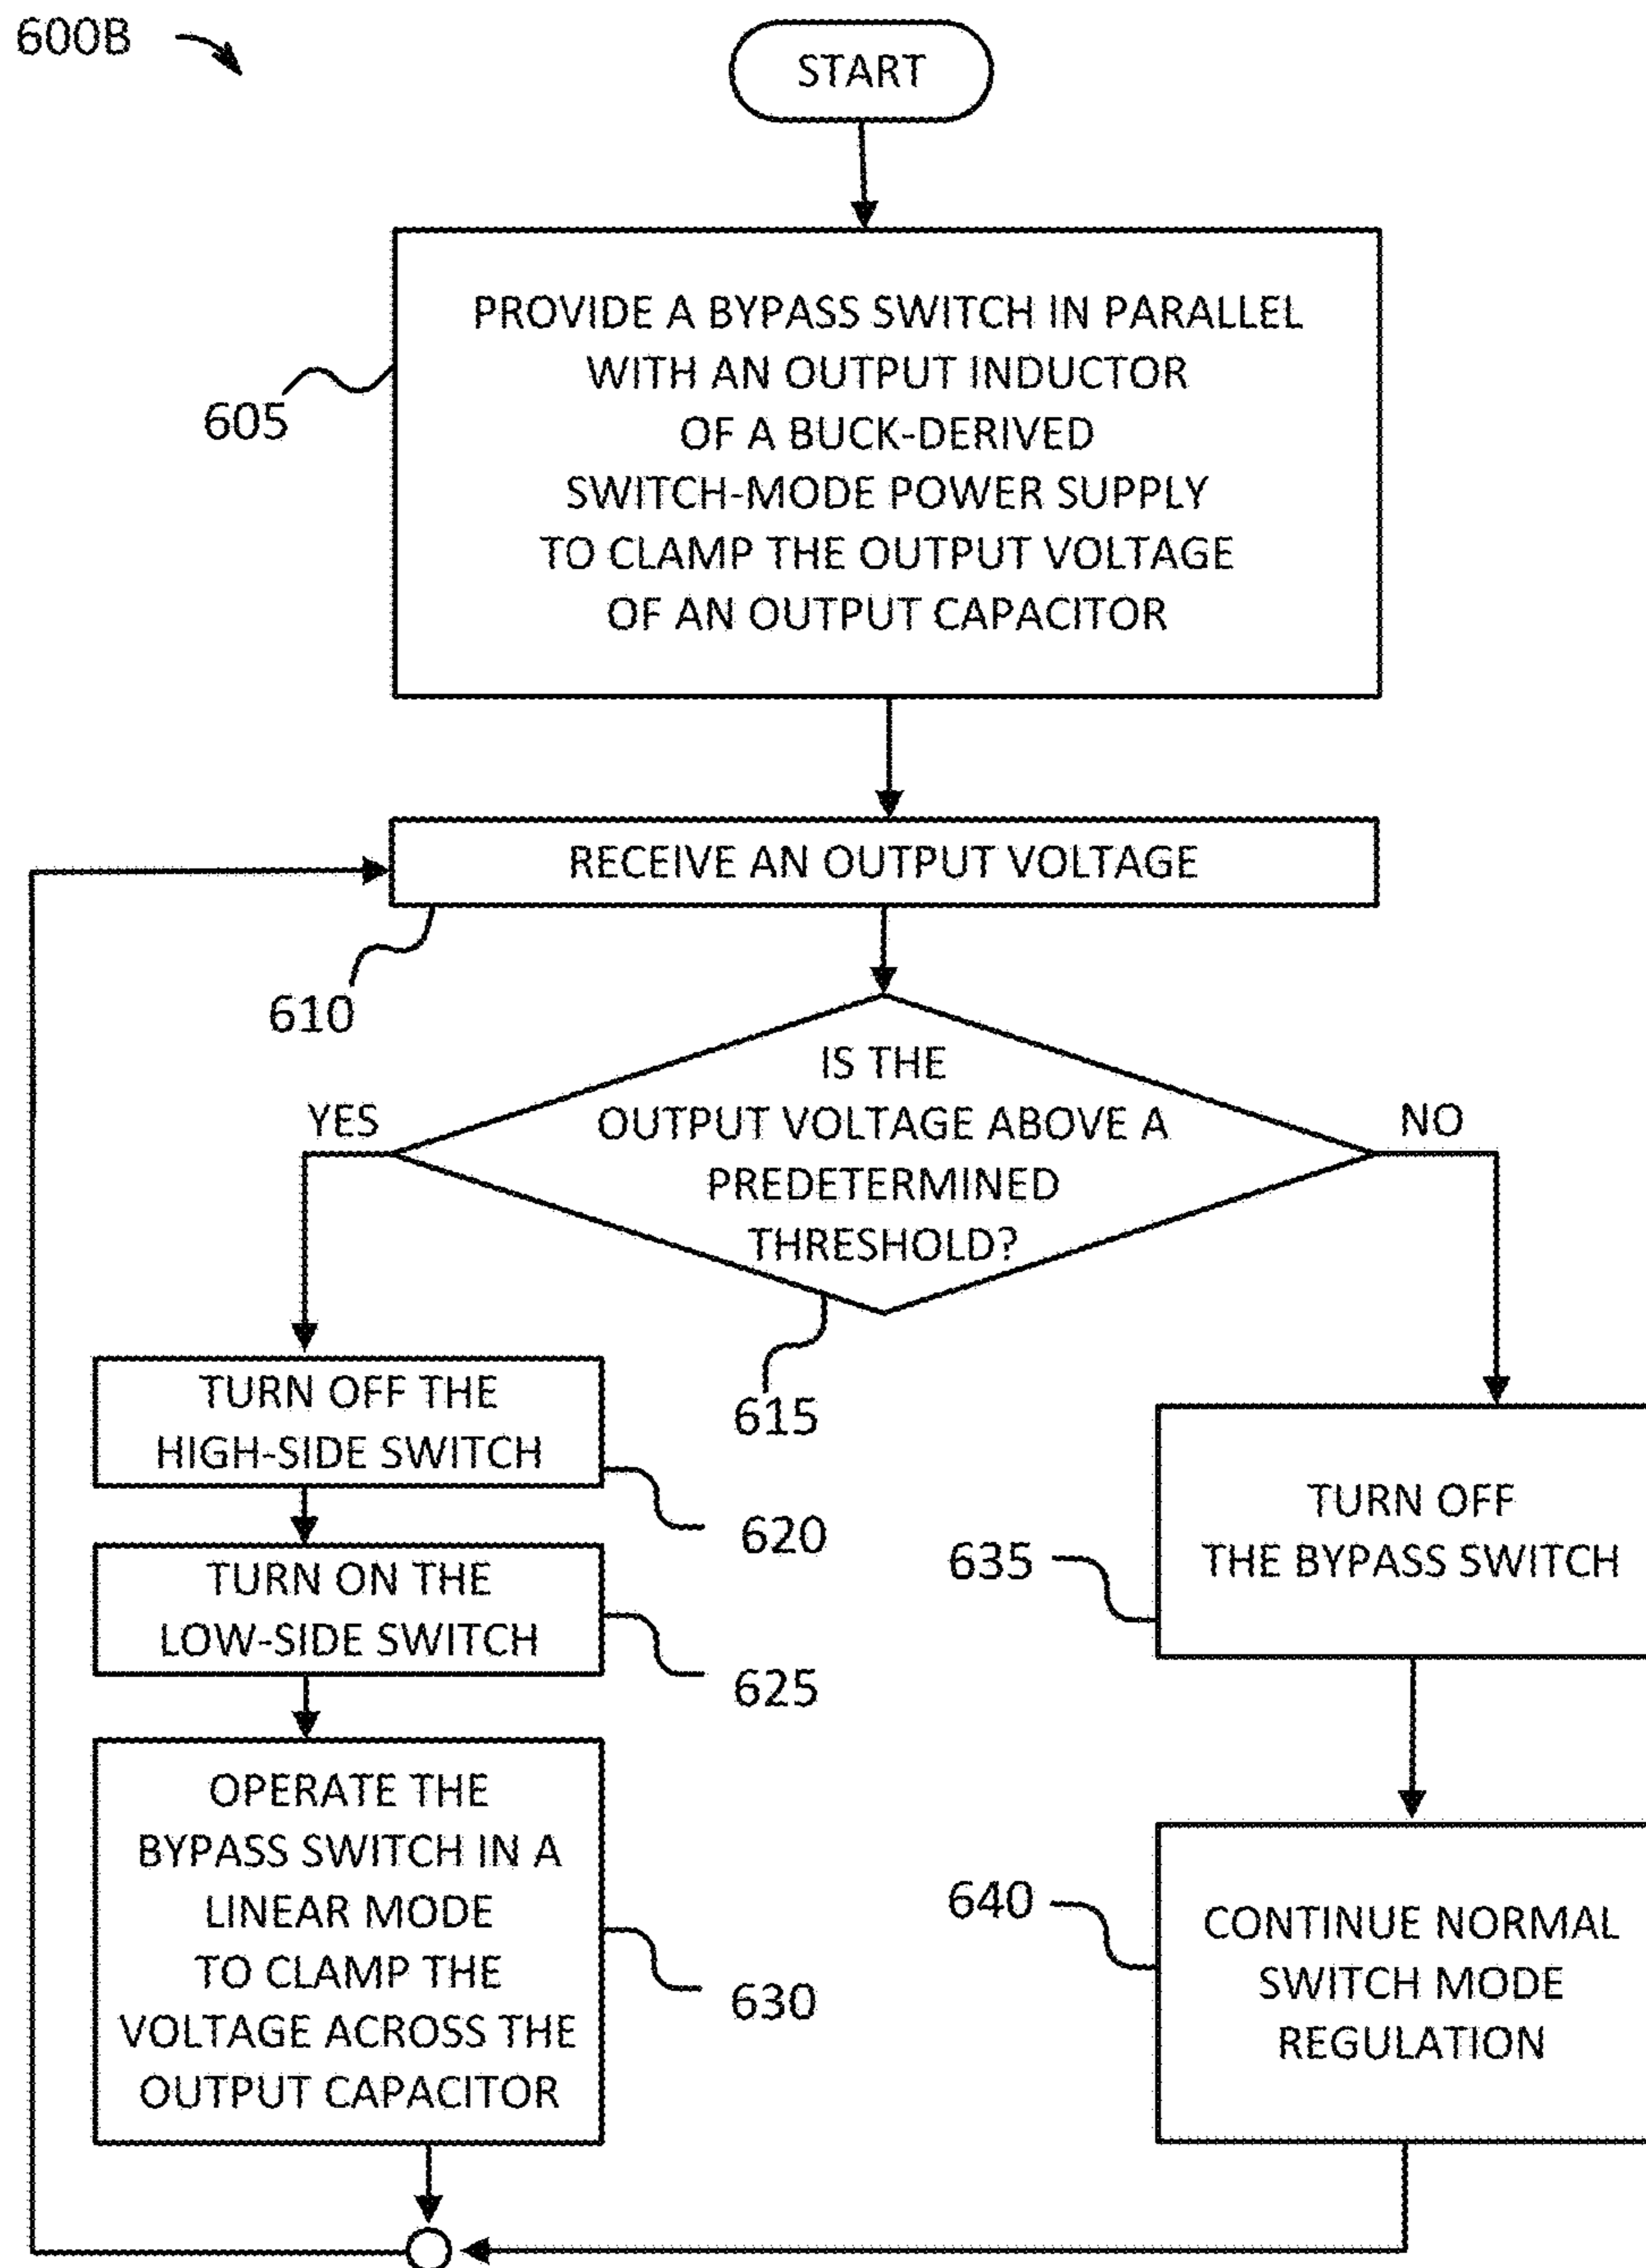 600B
START
PROVIDE A BYPASS SWITCH IN PARALLEL
WITH AN OUTPUT INDUCTOR
OF A BUCK-DERIVED
SWITCH-MODE POWER SUPPLY
TO CLAMP THE OUTPUT VOLTAGE
OF AN OUTPUT CAPACITOR
605
RECEIVE AN OUTPUT VOLTAGE
610
IS THE
OUTPUT VOLTAGE ABOVE A
PREDETERMINED
THRESHOLD?
YES
NO
615
TURN OFF THE
HIGH-SIDE SWITCH
620
TURN ON THE
LOW-SIDE SWITCH
625
OPERATE THE
BYPASS SWITCH IN A
LINEAR MODE
TO CLAMP THE
VOLTAGE ACROSS THE
OUTPUT CAPACITOR
630
TURN OFF
THE BYPASS SWITCH
635
CONTINUE NORMAL
SWITCH MODE
REGULATION
640